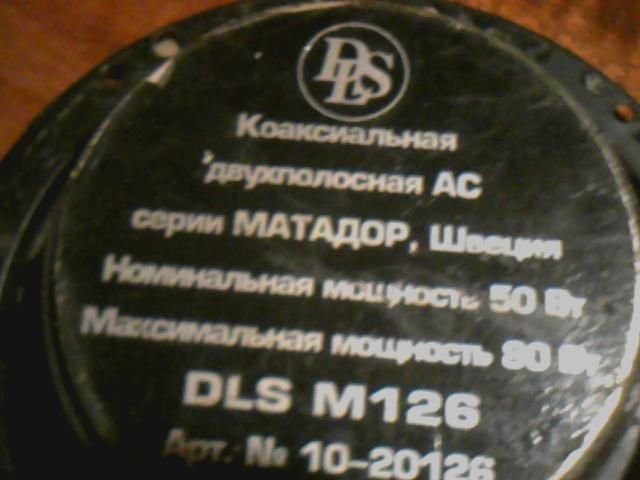 DLS
Коаксиальная
двухполосная АС
серии МАТАДОР, Швеция
Номинальная мощность 50 Вт
Максимальная мощность 80 Вт
DLS M126
Арт. № 10-20126